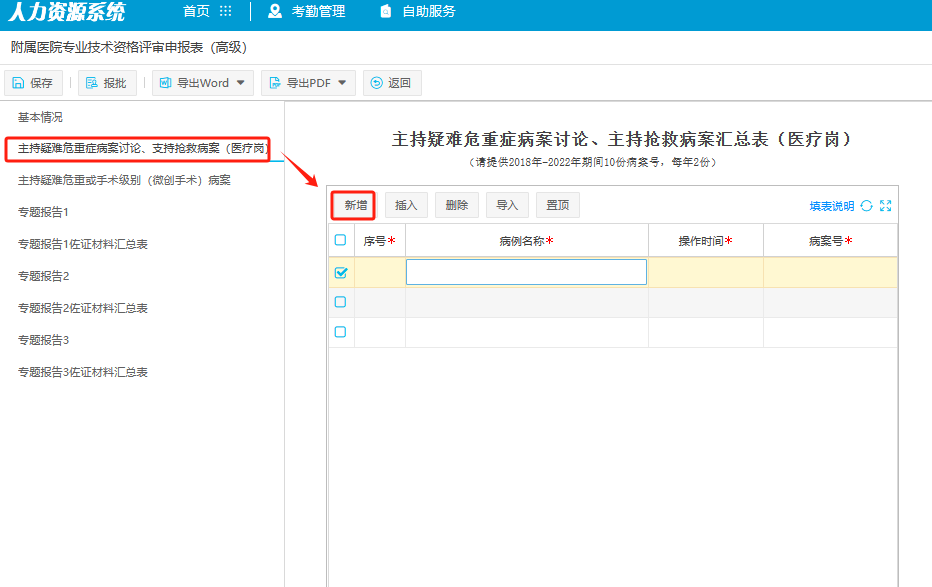 人力资源系统 首页 考勤管理 自助服务
附属医院专业技术资格评审申报表（高级）
保存 报批 导出Word 导出PDF 返回
基本情况
主持疑难危重症病案讨论、支持抢救病案（医疗岗）
主持疑难危重或手术级别（微创手术）病案
专题报告1
专题报告1佐证材料汇总表
专题报告2
专题报告2佐证材料汇总表
专题报告3
专题报告3佐证材料汇总表
主持疑难危重症病案讨论、主持抢救病案汇总表（医疗岗）
（请提供2018年-2022年期间10份病案号，每年2份）
新增 插入 删除 导入 置顶 填表说明
序号* 病例名称* 操作时间* 病案号*